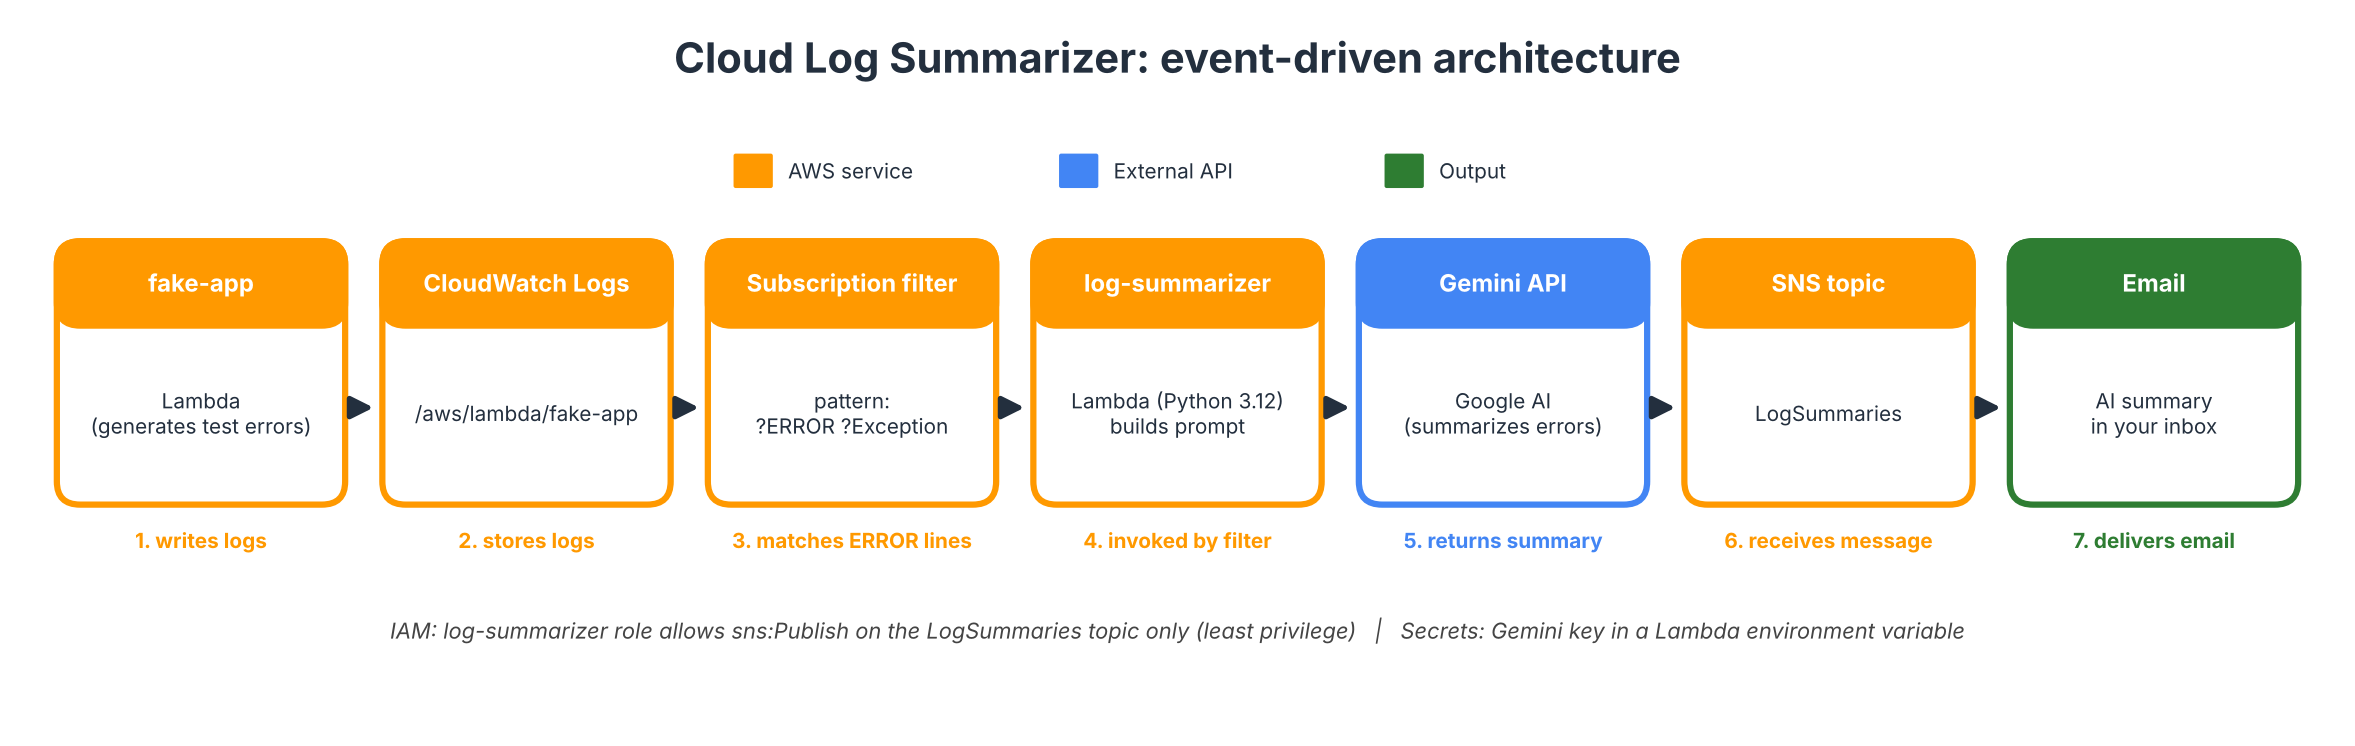 Cloud Log Summarizer: event-driven architecture
AWS service
External API
Output
fake-app
Lambda
(generates test errors)
1. writes logs
CloudWatch Logs
/aws/lambda/fake-app
2. stores logs
Subscription filter
pattern:
?ERROR ?Exception
3. matches ERROR lines
log-summarizer
Lambda (Python 3.12)
builds prompt
4. invoked by filter
Gemini API
Google AI
(summarizes errors)
5. returns summary
SNS topic
LogSummaries
6. receives message
Email
AI summary
in your inbox
7. delivers email
IAM: log-summarizer role allows sns:Publish on the LogSummaries topic only (least privilege) | Secrets: Gemini key in a Lambda environment variable